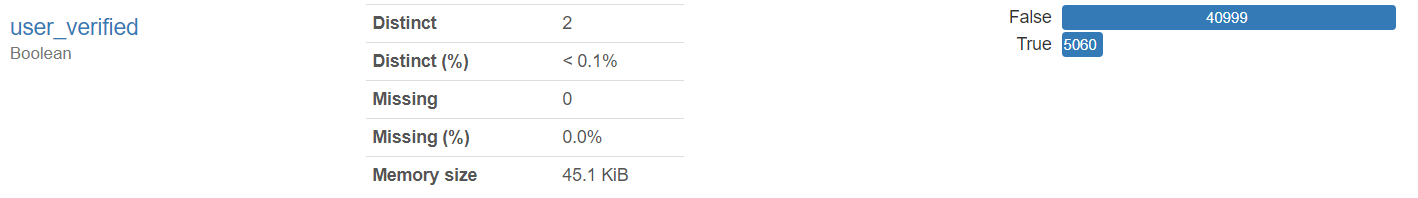 user_verified
Boolean
Distinct 2
Distinct (%) < 0.1%
Missing 0
Missing (%) 0.0%
Memory size 45.1 KiB
False 40999
True 5060